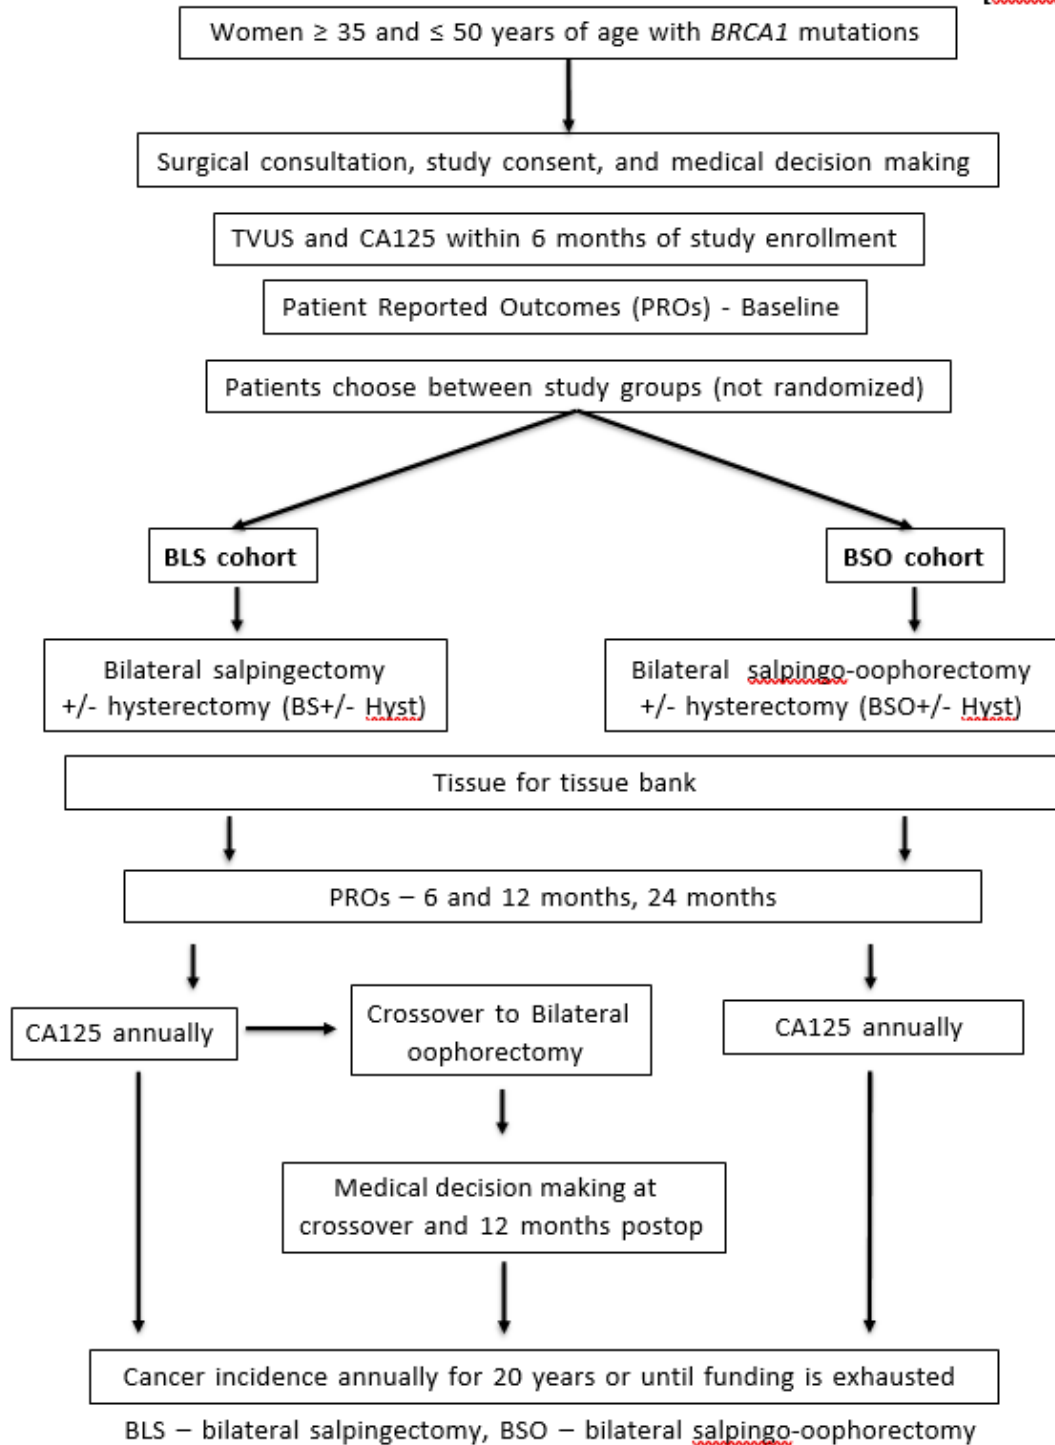 Women ≥ 35 and ≤ 50 years of age with BRCA1 mutations
Surgical consultation, study consent, and medical decision making
TVUS and CA125 within 6 months of study enrollment
Patient Reported Outcomes (PROs) - Baseline
Patients choose between study groups (not randomized)
BLS cohort
BSO cohort
Bilateral salpingectomy
+/- hysterectomy (BS+/- Hyst)
Bilateral salpingo-oophorectomy
+/- hysterectomy (BSO+/- Hyst)
Tissue for tissue bank
PROs – 6 and 12 months, 24 months
CA125 annually
Crossover to Bilateral
oophorectomy
CA125 annually
Medical decision making at
crossover and 12 months postop
Cancer incidence annually for 20 years or until funding is exhausted
BLS – bilateral salpingectomy, BSO – bilateral salpingo-oophorectomy